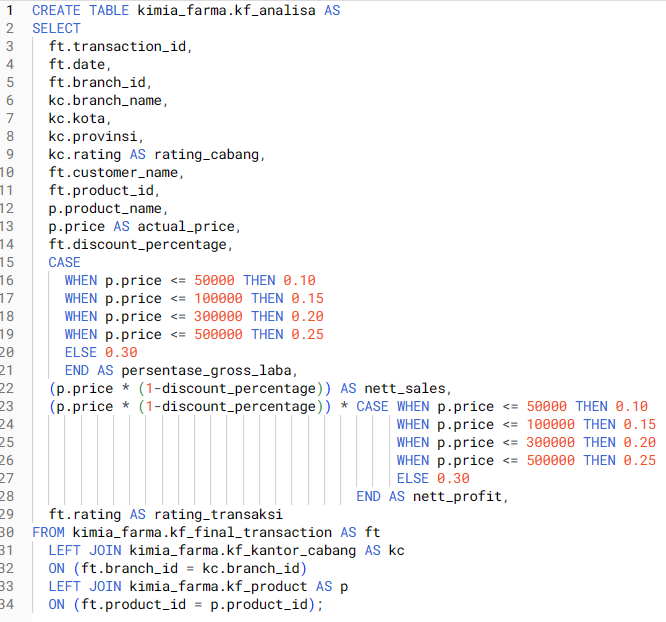 1 CREATE TABLE kimia_farma.kf_analisa AS
2 SELECT
3 ft.transaction_id,
4 ft.date,
5 ft.branch_id,
6 kc.branch_name,
7 kc.kota,
8 kc.provinsi,
9 kc.rating AS rating_cabang,
10 ft.customer_name,
11 ft.product_id,
12 p.product_name,
13 p.price AS actual_price,
14 ft.discount_percentage,
15 CASE
16 WHEN p.price <= 50000 THEN 0.10
17 WHEN p.price <= 100000 THEN 0.15
18 WHEN p.price <= 300000 THEN 0.20
19 WHEN p.price <= 500000 THEN 0.25
20 ELSE 0.30
21 END AS persentase_gross_laba,
22 (p.price * (1-discount_percentage)) AS nett_sales,
23 (p.price * (1-discount_percentage)) * CASE WHEN p.price <= 50000 THEN 0.10
24 WHEN p.price <= 100000 THEN 0.15
25 WHEN p.price <= 300000 THEN 0.20
26 WHEN p.price <= 500000 THEN 0.25
27 ELSE 0.30
28 END AS nett_profit,
29 ft.rating AS rating_transaksi
30 FROM kimia_farma.kf_final_transaction AS ft
31 LEFT JOIN kimia_farma.kf_kantor_cabang AS kc
32 ON (ft.branch_id = kc.branch_id)
33 LEFT JOIN kimia_farma.kf_product AS p
34 ON (ft.product_id = p.product_id);